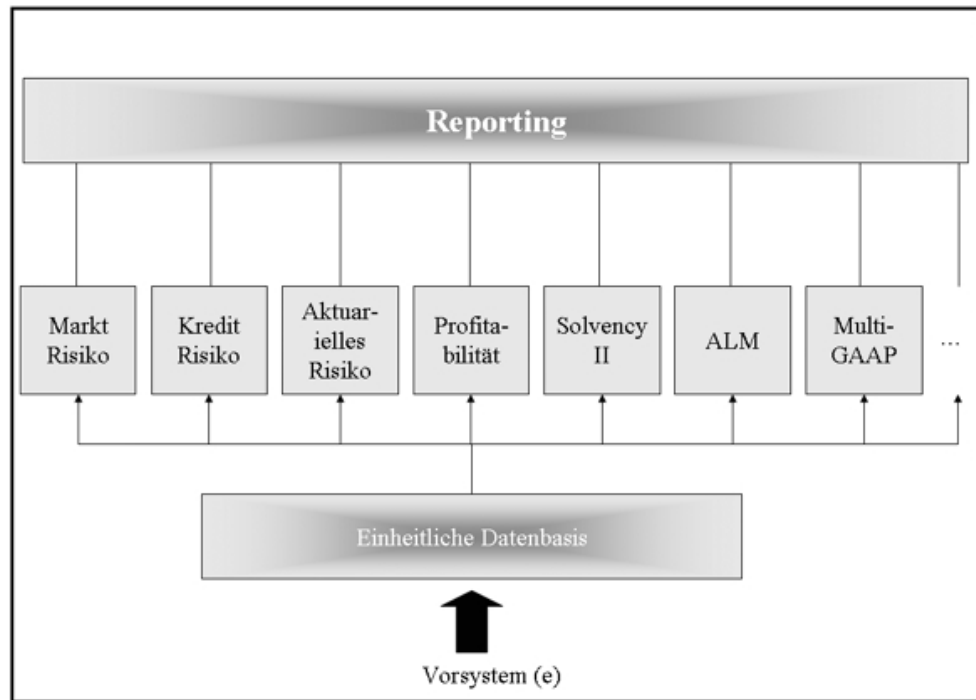 Reporting
Markt
Risiko
Kredit
Risiko
Aktuar-
ielles
Risiko
Profita-
bilität
Solvency
II
ALM
Multi-
GAAP
...
Einheitliche Datenbasis
Vorsystem (e)